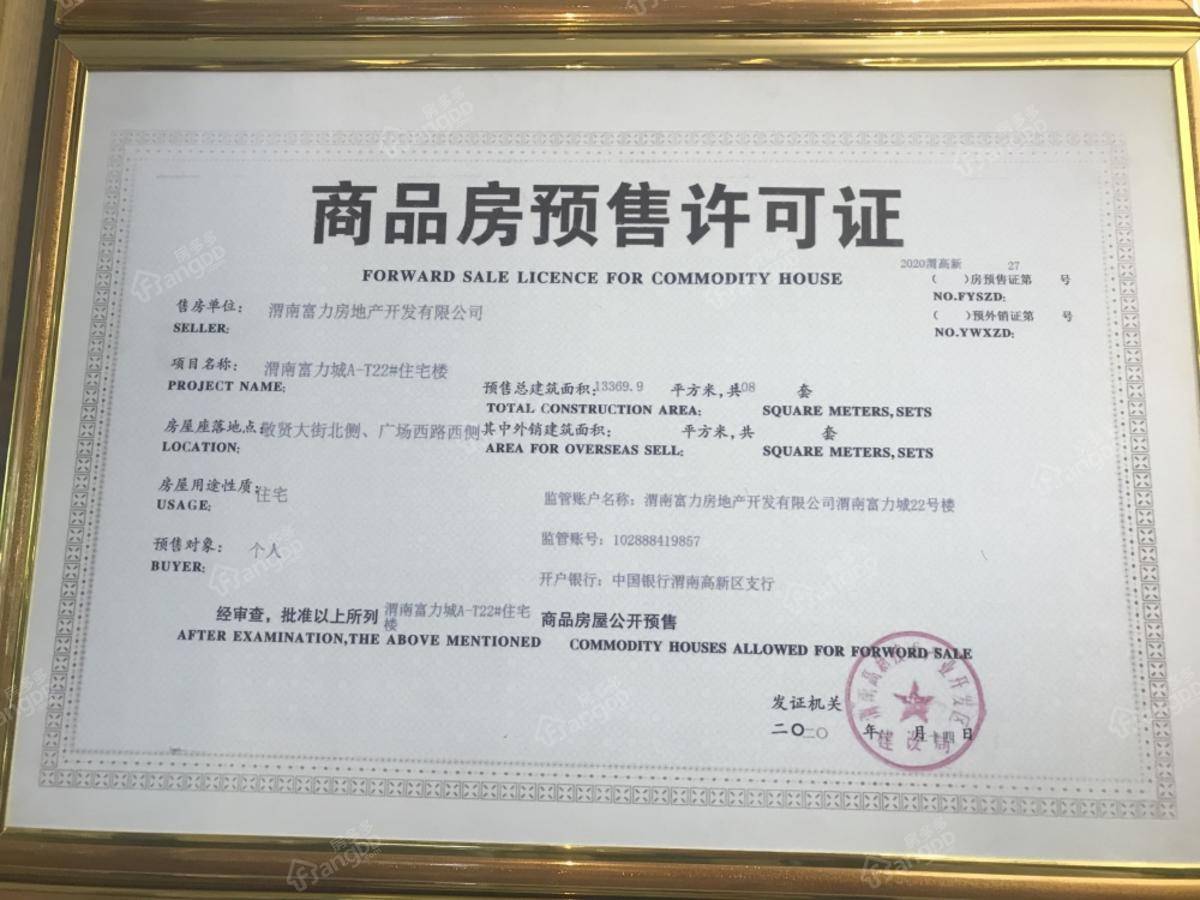 商品房预售许可证
FORWARD SALE LICENCE FOR COMMODITY HOUSE
2020渭高新 27
( )房预售证第 号
NO.FYSZD:
( )预外销证第 号
NO.YWXZD:
售房单位: 渭南富力房地产开发有限公司
SELLER:
项目名称: 渭南富力城A-T22#住宅楼
PROJECT NAME:
预售总建筑面积:13369.9 平方米,共08 套
TOTAL CONSTRUCTION AREA: SQUARE METERS,SETS
房屋座落地点:敬贤大街北侧、广场西路西侧
LOCATION:
其中外销建筑面积: 平方米,共 套
AREA FOR OVERSEAS SELL: SQUARE METERS,SETS
房屋用途性质:住宅
USAGE:
监管账户名称: 渭南富力房地产开发有限公司渭南富力城22号楼
监管账号: 102888419857
预售对象: 个人
BUYER:
开户银行: 中国银行渭南高新区支行
经审查，批准以上所列 渭南富力城A-T22#住宅楼 商品房屋公开预售
AFTER EXAMINATION,THE ABOVE MENTIONED COMMODITY HOUSES ALLOWED FOR FORWORD SALE
发证机关
二〇二〇 年 月十四日
建设局
房多多
angDD